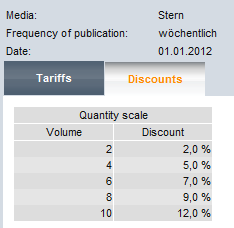 Media: Stern
Frequency of publication: wöchentlich
Date: 01.01.2012
Tariffs Discounts
Quantity scale
Volume Discount
2 2,0 %
4 5,0 %
6 7,0 %
8 9,0 %
10 12,0 %